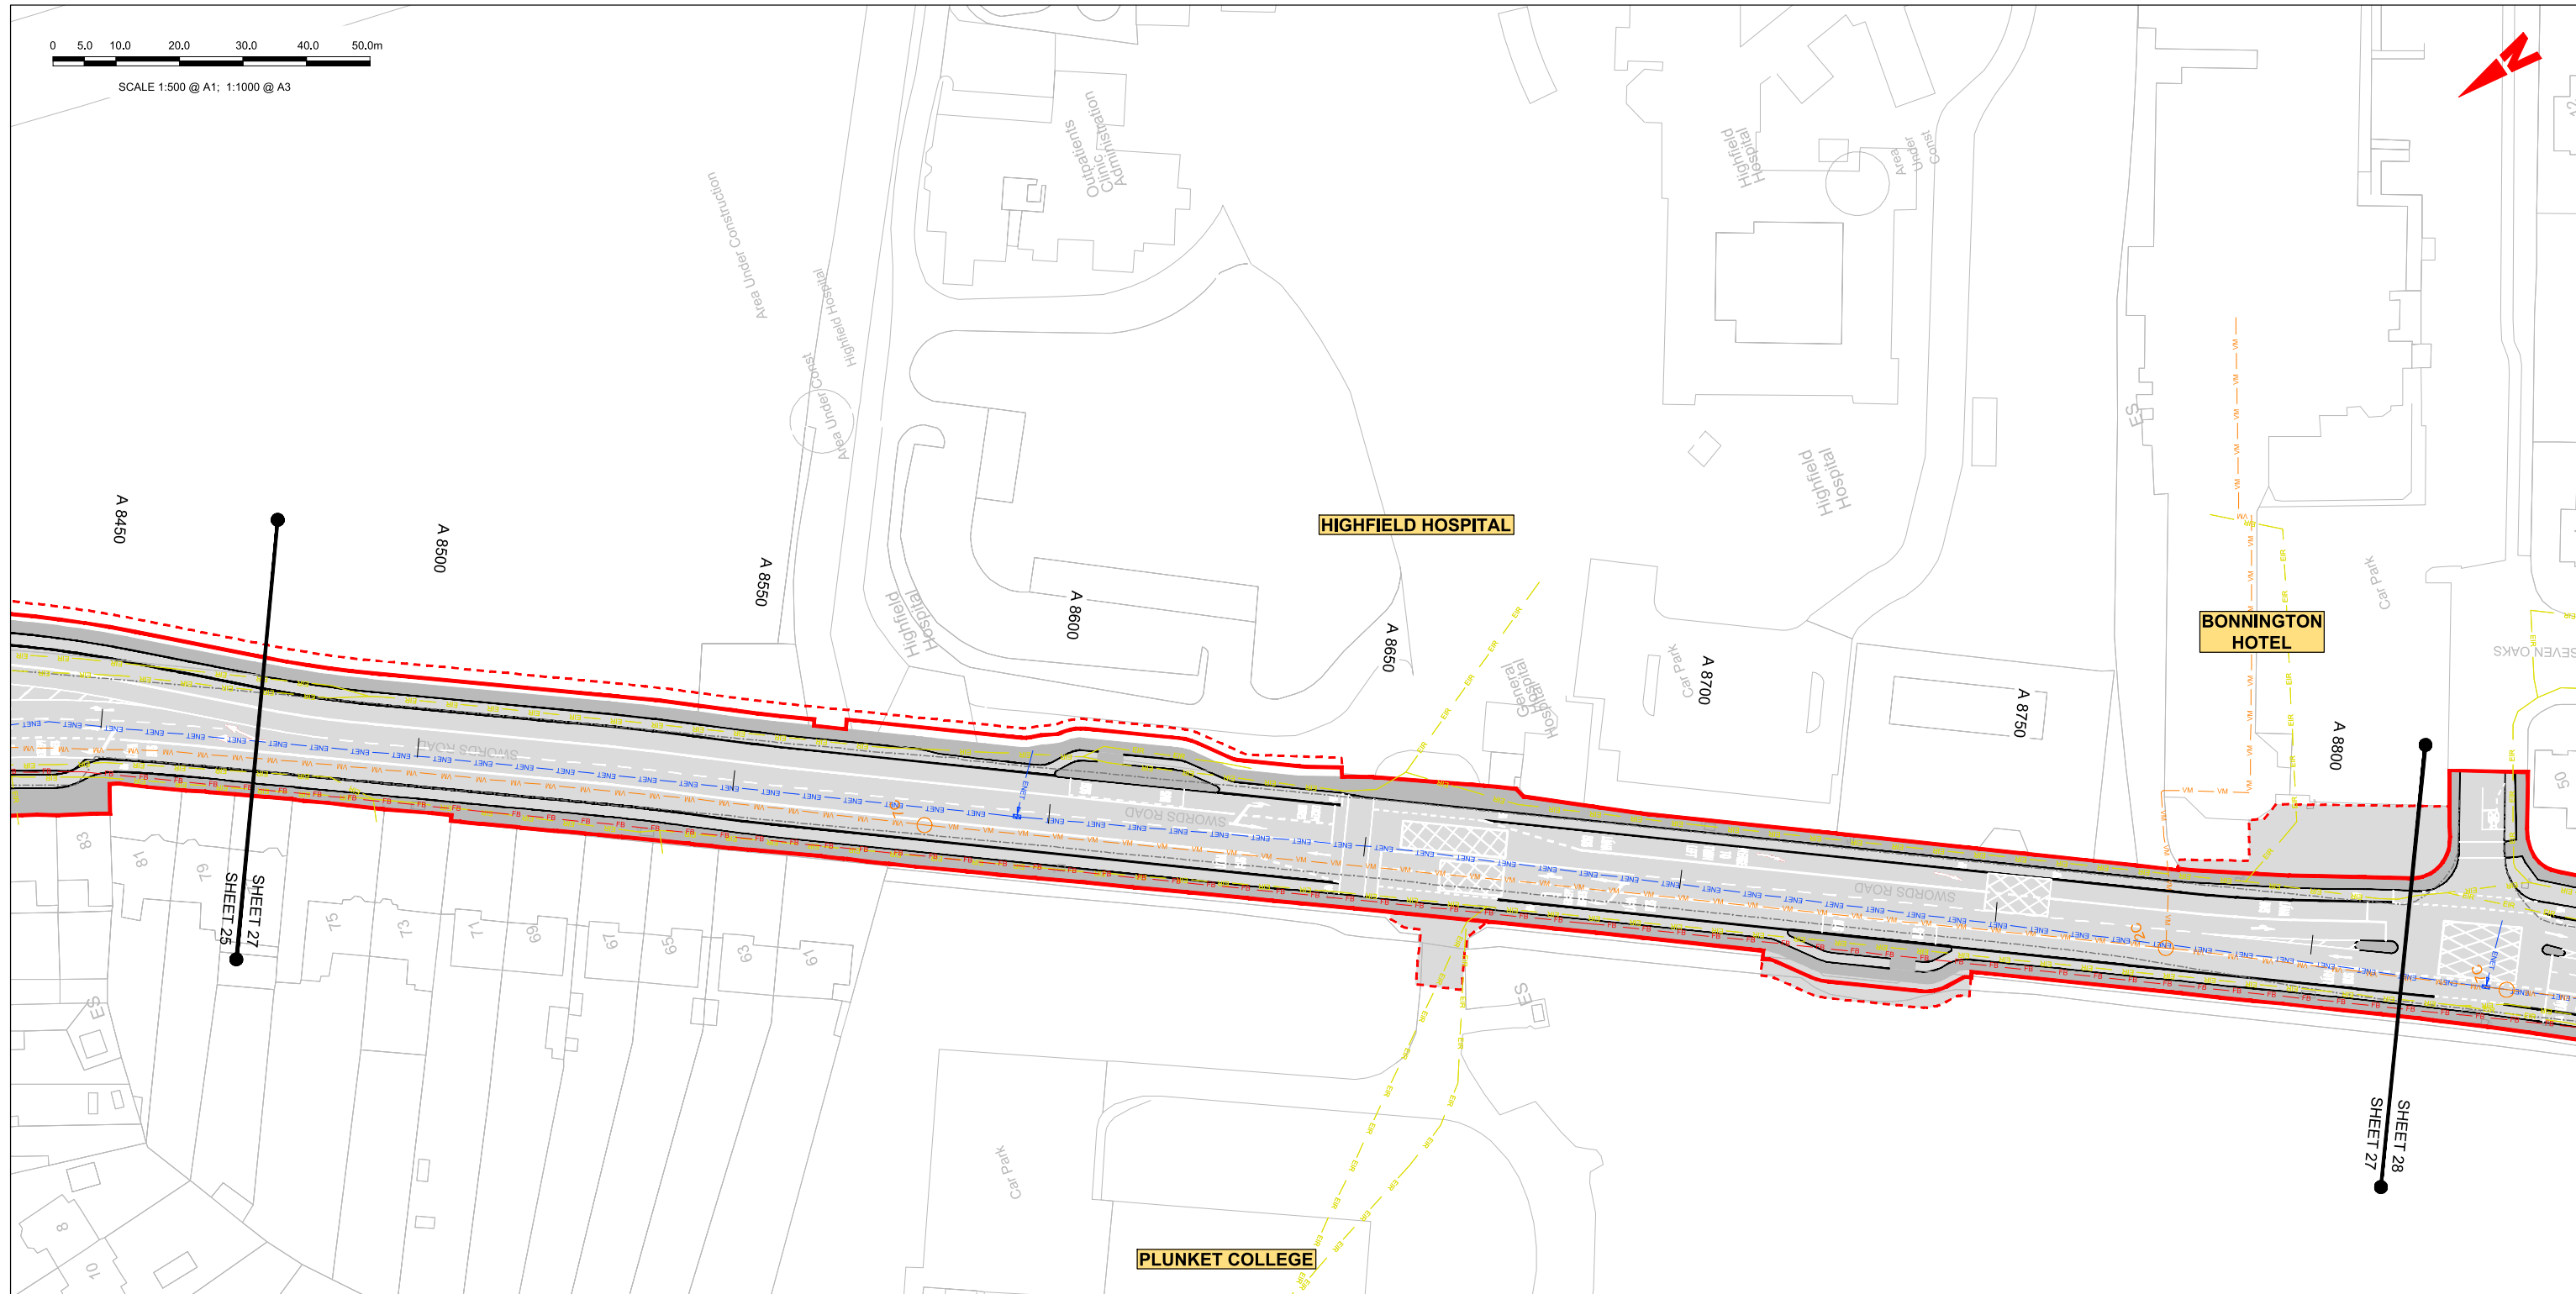 0 5.0 10.0 20.0 30.0 40.0 50.0m
SCALE 1:500 @ A1; 1:1000 @ A3
N
Outpatients
Clinic
Administration
Area Under Construction
Highfield Hospital
Area Under Const
Highfield
Hospital
Area
Under
Const
Highfield
Hospital
ES
A 8450
A 8500
A 8550
A 8600
A 8650
A 8700
A 8750
A 8800
HIGHFIELD HOSPITAL
Highfield
Hospital
General
Hospital
Car Park
Car Park
BONNINGTON
HOTEL
SEVEN OAKS
50
SWORDS ROAD
SWORDS ROAD
SWORDS ROAD
EIR
ENET
VM
FB
2C
83
81
79
75
73
71
69
67
65
63
61
SHEET 25
SHEET 27
SHEET 27
SHEET 28
ES
ES
8
10
Car Park
PLUNKET COLLEGE